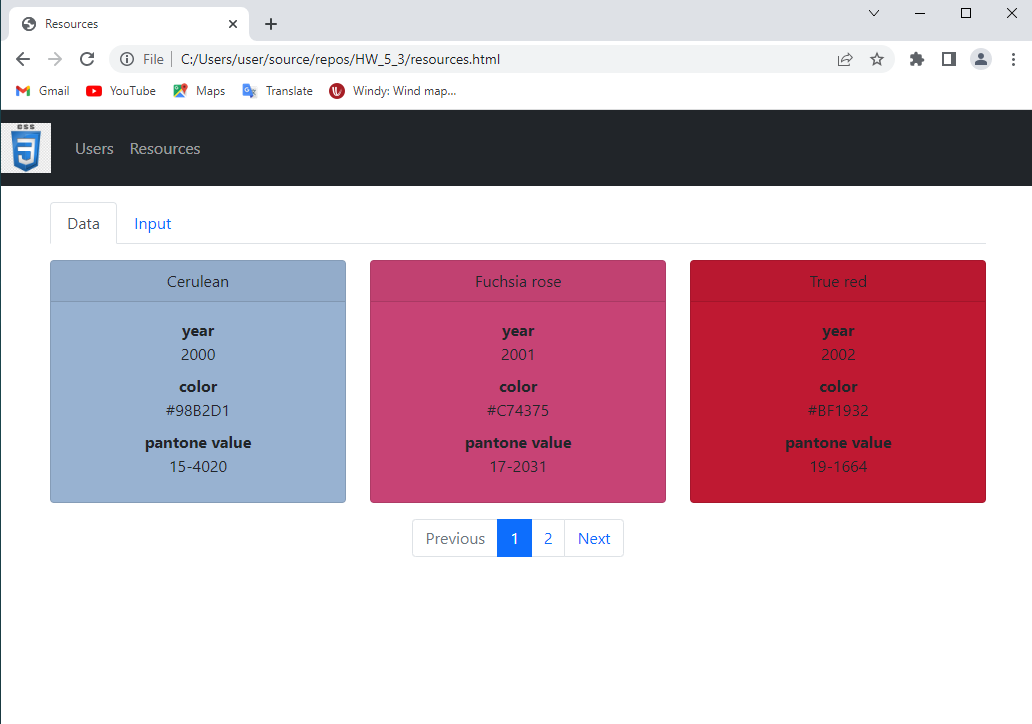 Resources
File
C:/Users/user/source/repos/HW_5_3/resources.html
Gmail
YouTube
Maps
Translate
Windy: Wind map...
CSS
3
Users
Resources
Data
Input
Cerulean
year
2000
color
#98B2D1
pantone value
15-4020
Fuchsia rose
year
2001
color
#C74375
pantone value
17-2031
True red
year
2002
color
#BF1932
pantone value
19-1664
Previous
1
2
Next